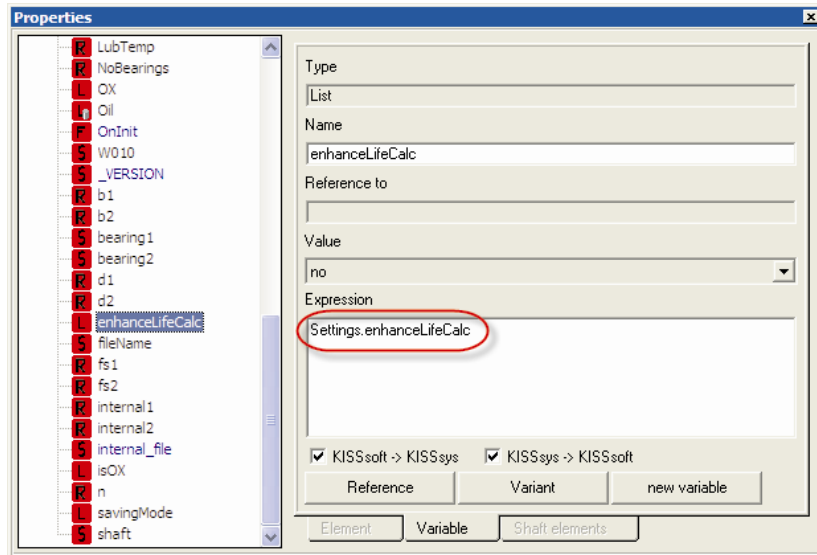 Properties
R LubTemp
R NoBearings
L OX
L Oil
F OnInit
S W010
S _VERSION
R b1
R b2
S bearing1
S bearing2
R d1
R d2
L enhanceLifeCalc
S fileName
R fs1
R fs2
R internal1
R internal2
S internal_file
L isOX
R n
L savingMode
S shaft
Type
List
Name
enhanceLifeCalc
Reference to
Value
no
Expression
Settings.enhanceLifeCalc
KISSsoft -> KISSsys KISSsys -> KISSsoft
Reference Variant new variable
Element Variable Shaft elements